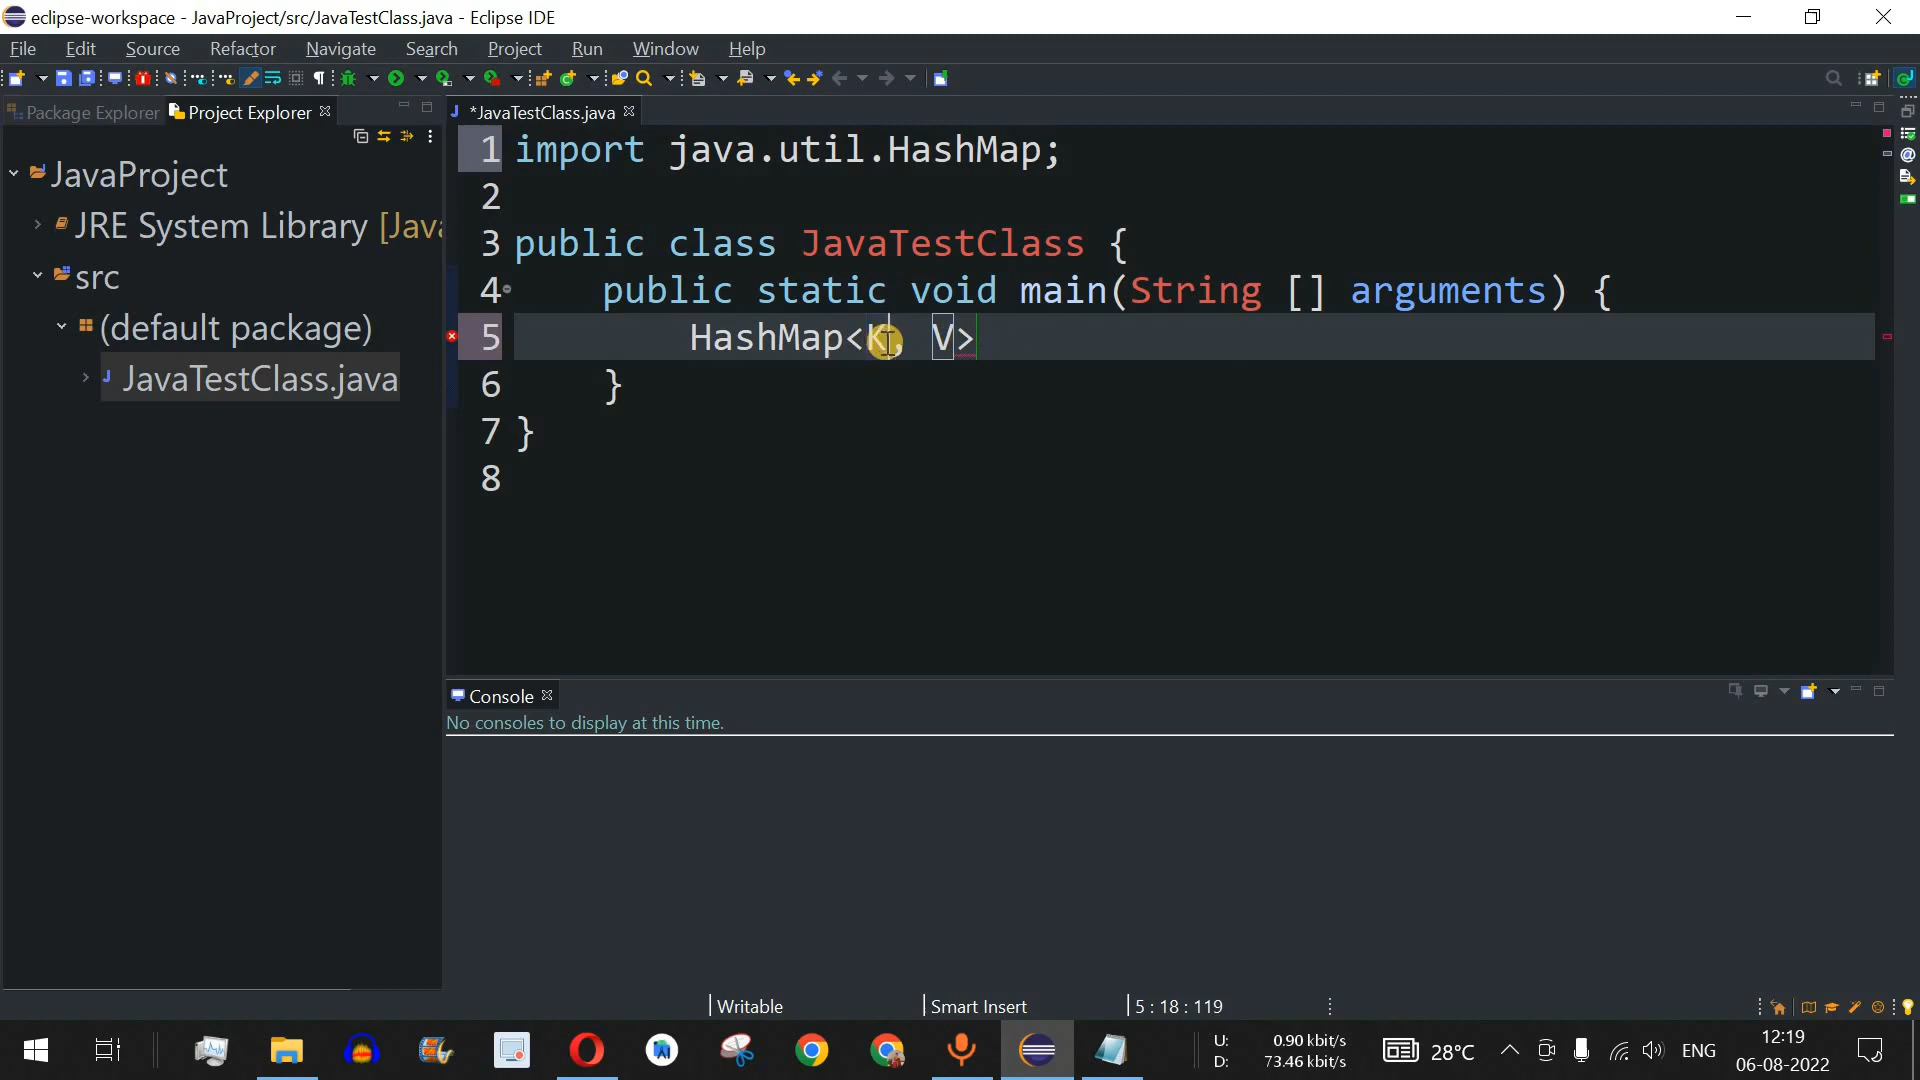 eclipse-workspace - JavaProject/src/JavaTestClass.java - Eclipse IDE
File Edit Source Refactor Navigate Search Project Run Window Help
Package Explorer Project Explorer *JavaTestClass.java
JavaProject
JRE System Library [Java
src
(default package)
JavaTestClass.java
1 import java.util.HashMap;
2
3 public class JavaTestClass {
4 public static void main(String [] arguments) {
5 HashMap<K, V>
6 }
7 }
8
Console
No consoles to display at this time.
Writable Smart Insert 5 : 18 : 119
U: 0.90 kbit/s
D: 73.46 kbit/s
28°C ENG
12:19
06-08-2022